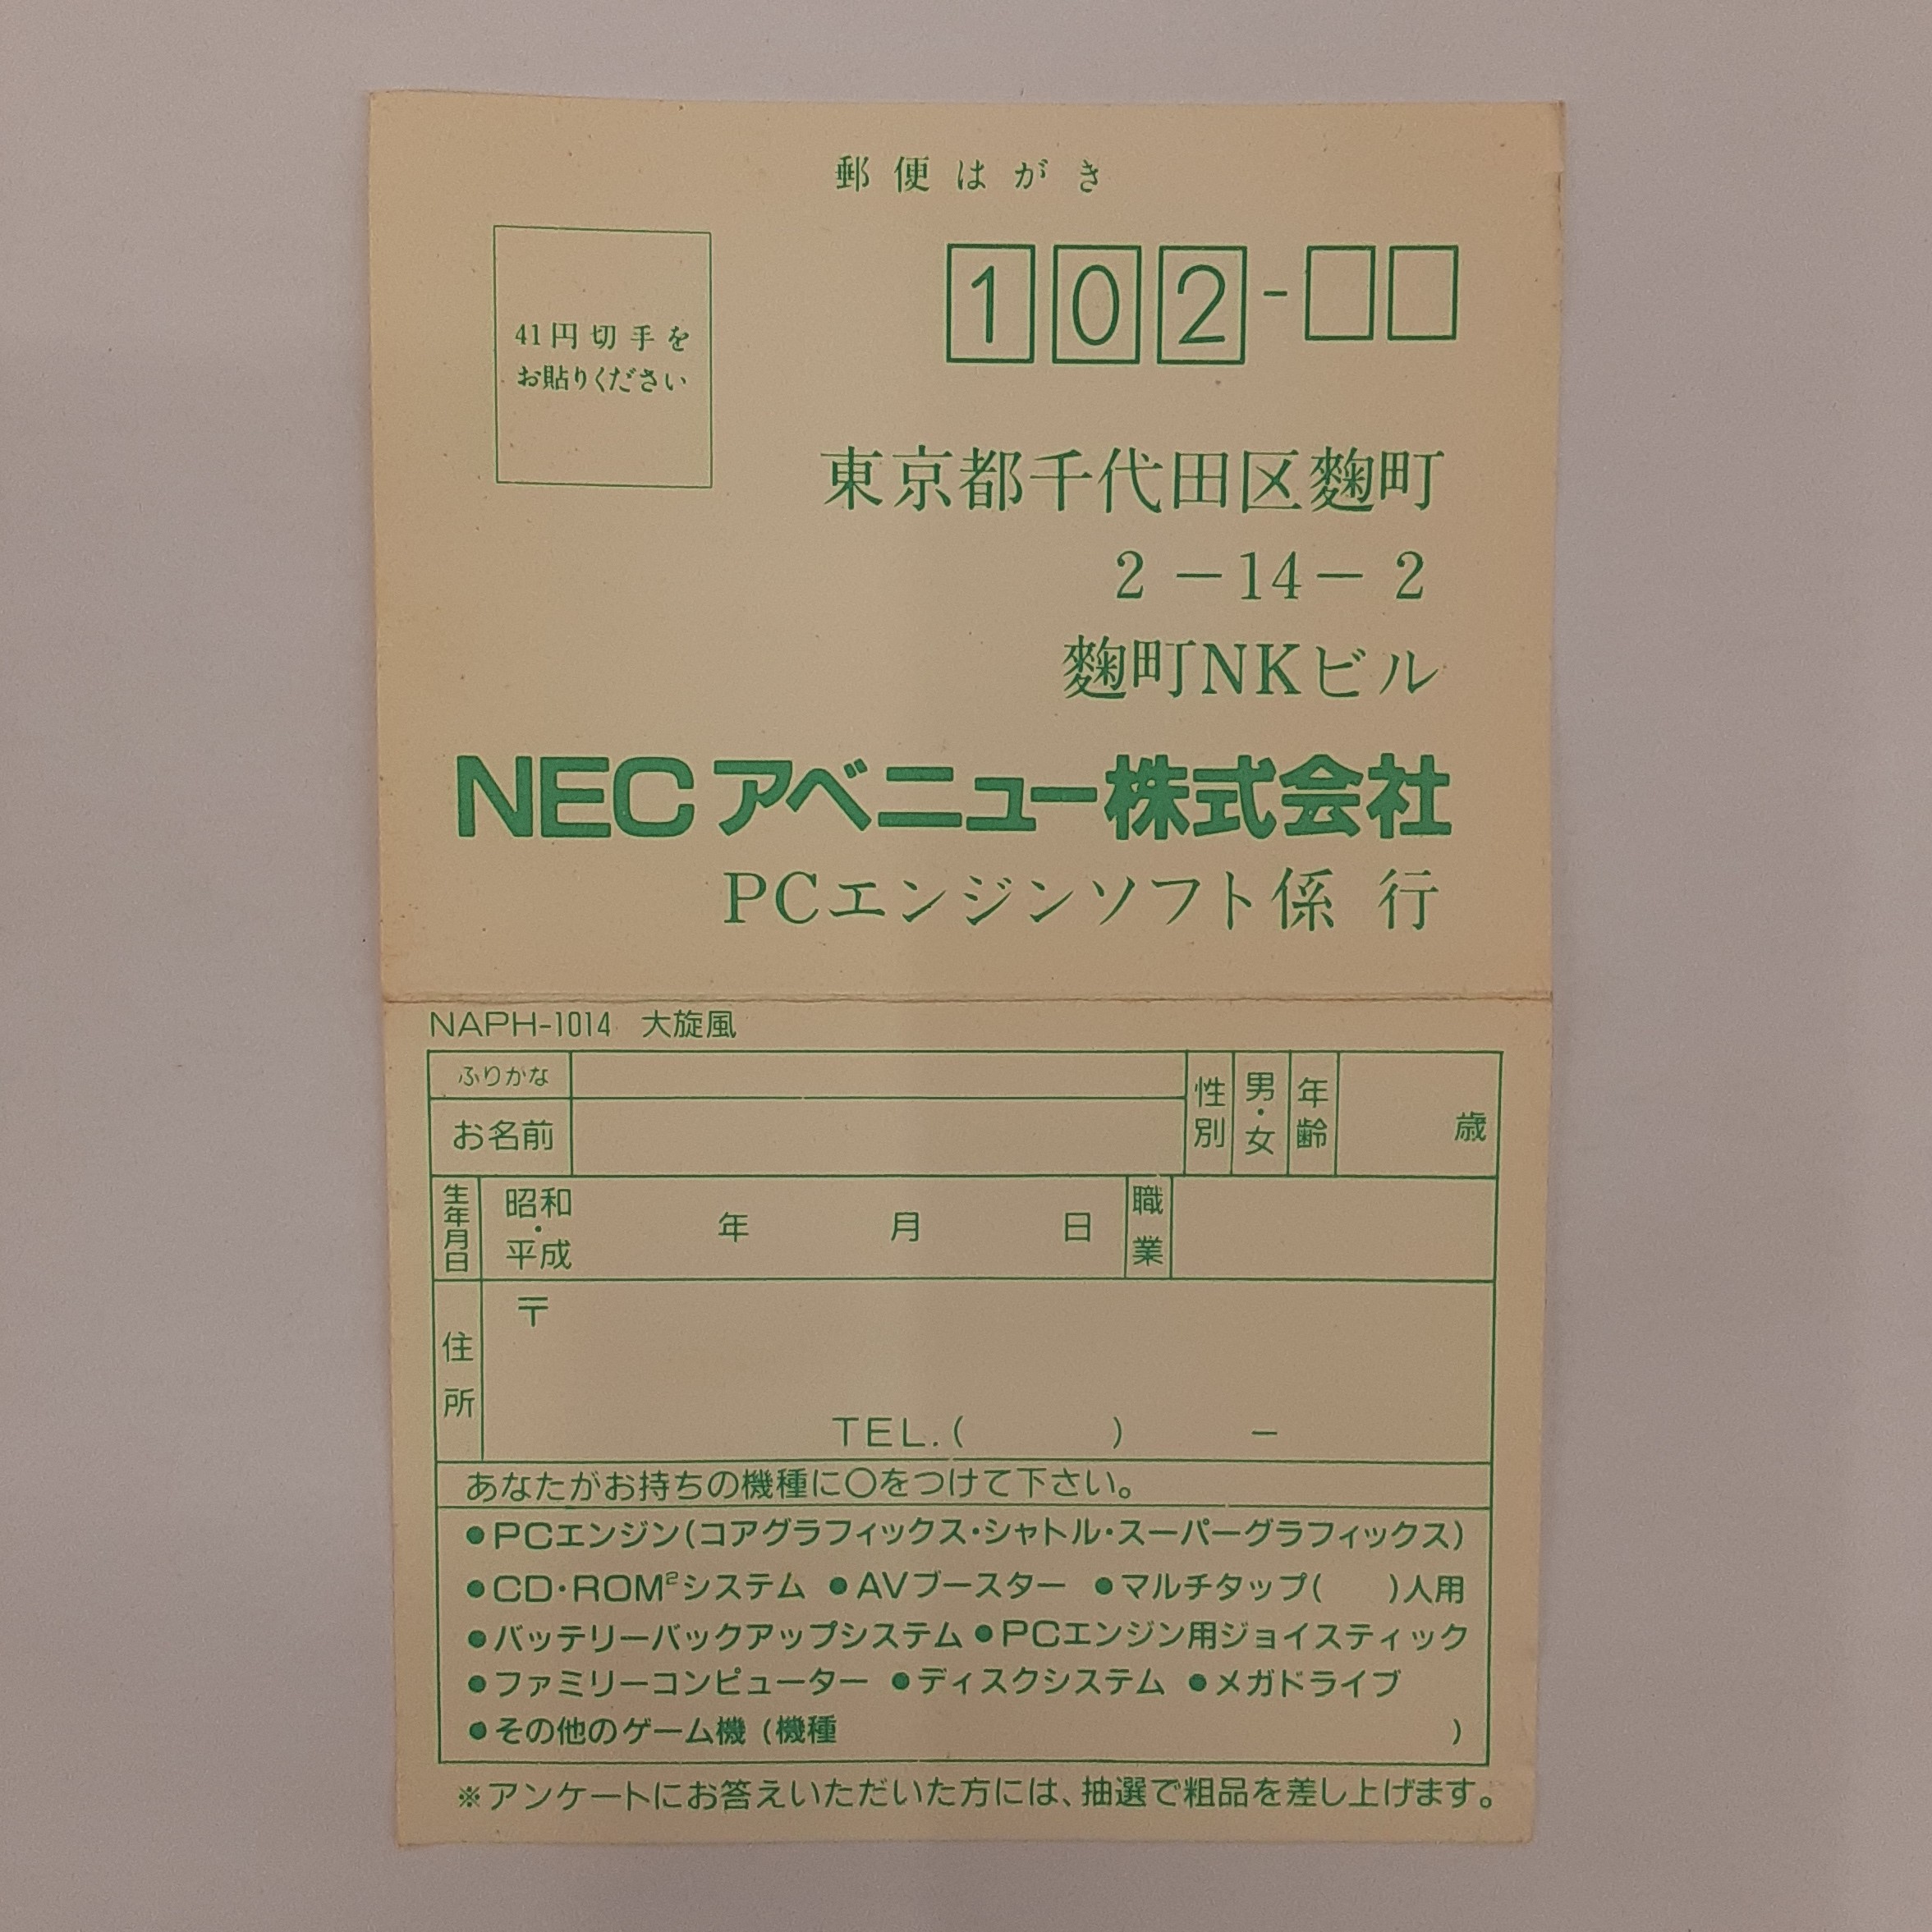 郵便はがき
41円切手を
お貼りください
102-
東京都千代田区麴町
2－14－2
麴町NKビル
NECアベニュー株式会社
PCエンジンソフト係 行
NAPH-1014 大旋風
ふりかな
お名前
性別
男・女
年齢
歳
生年月日
昭和・平成 年 月 日
職業
住所
〒
TEL.( ) −
あなたがお持ちの機種に○をつけて下さい。
●PCエンジン(コアグラフィックス・シャトル・スーパーグラフィックス)
●CD・ROM²システム ●AVブースター ●マルチタップ( )人用
●バッテリーバックアップシステム ●PCエンジン用ジョイスティック
●ファミリーコンピューター ●ディスクシステム ●メガドライブ
●その他のゲーム機(機種 )
※アンケートにお答えいただいた方には、抽選で粗品を差し上げます。